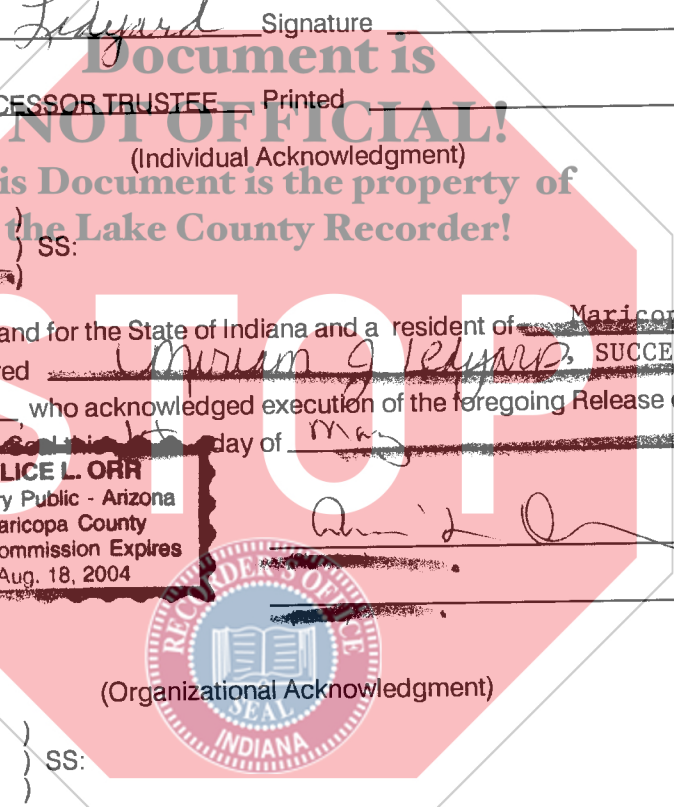 Ledyard Signature
Document is
CESSOR TRUSTEE Printed
NOT OFFICIAL!
(Individual Acknowledgment)
is Document is the property of
the Lake County Recorder!
) SS:
)
STOP
and for the State of Indiana and a resident of Maricop
red Miriam J Ledyard, SUCCE
, who acknowledged execution of the foregoing Release
day of May
LICE L. ORR
ry Public - Arizona
aricopa County
ommission Expires
Aug. 18, 2004
RECORDER'S OFFICE
SEAL
INDIANA
(Organizational Acknowledgment)
)
) SS:
)